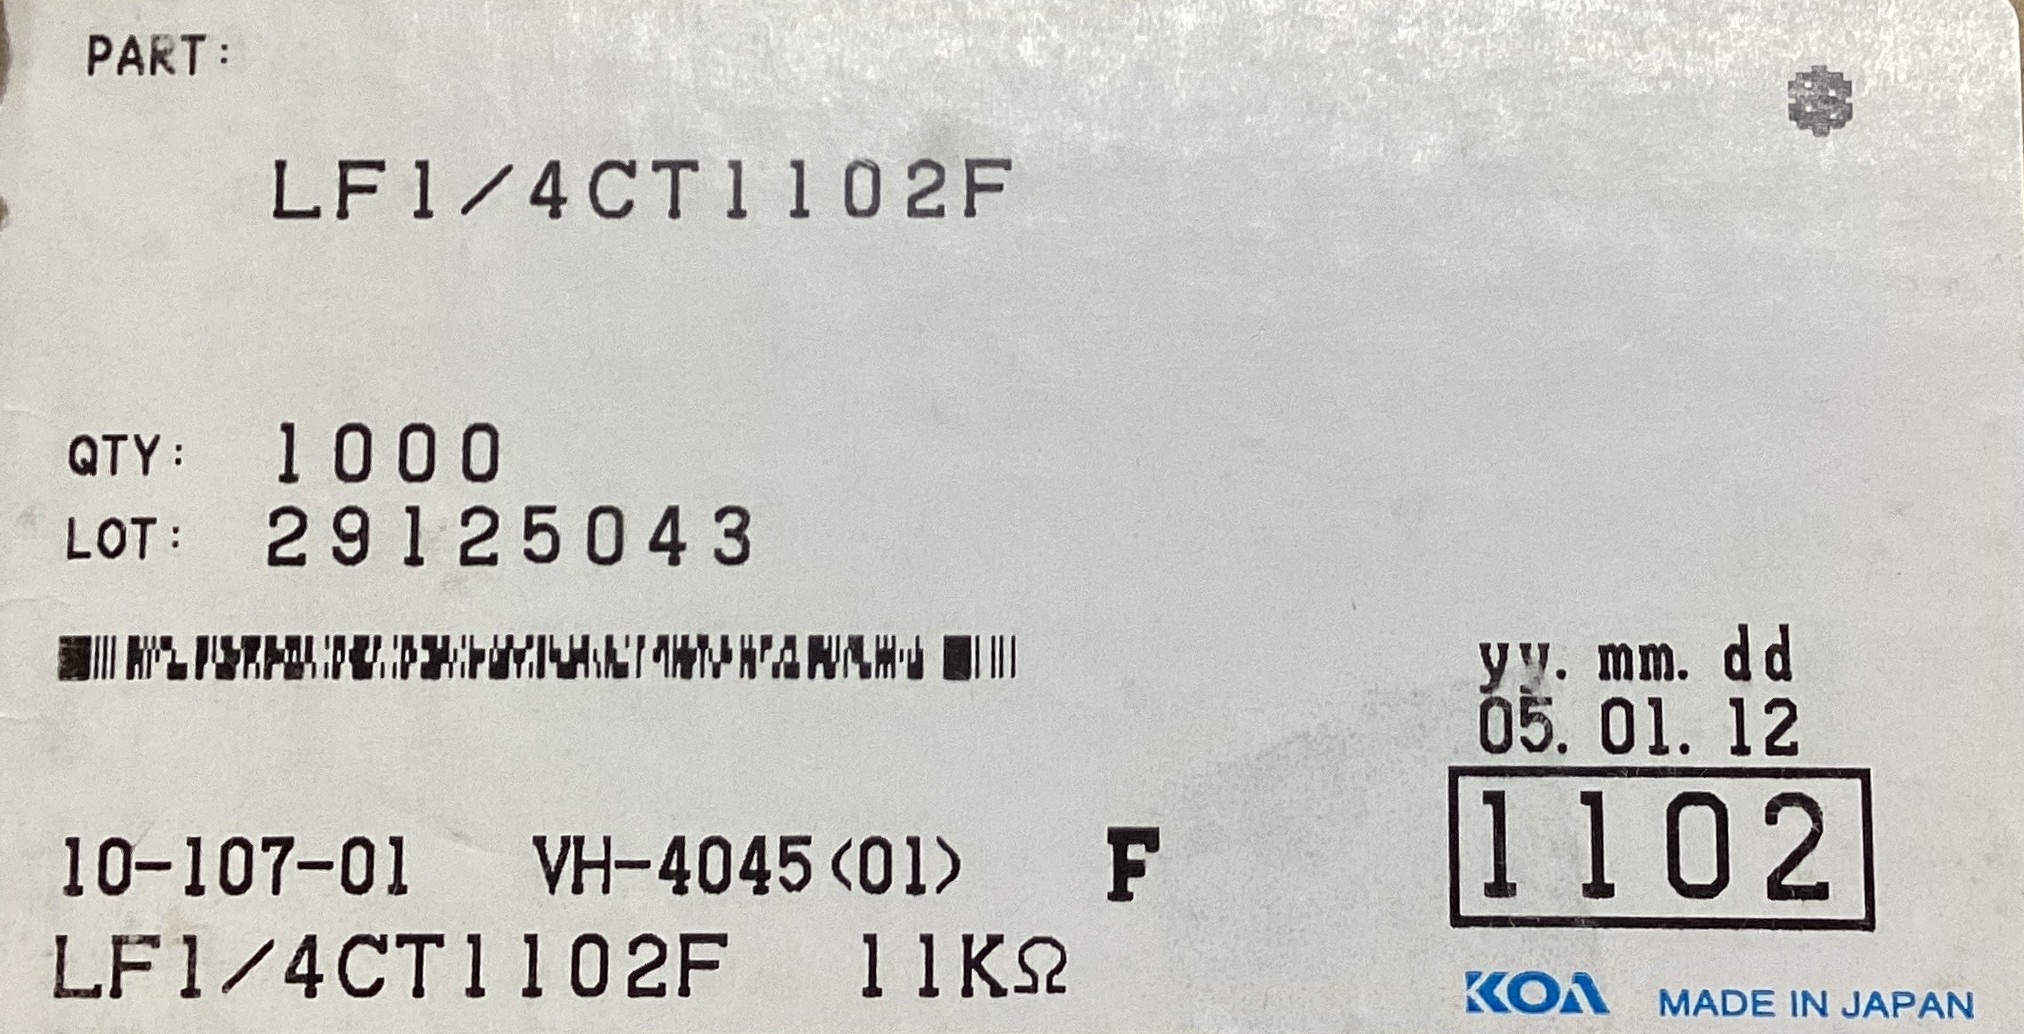 PART:
LF1/4CT1102F
QTY: 1000
LOT: 29125043
yy. mm. dd
05. 01. 12
1102
10-107-01 VH-4045<01> F
LF1/4CT1102F 11KΩ
KOA MADE IN JAPAN